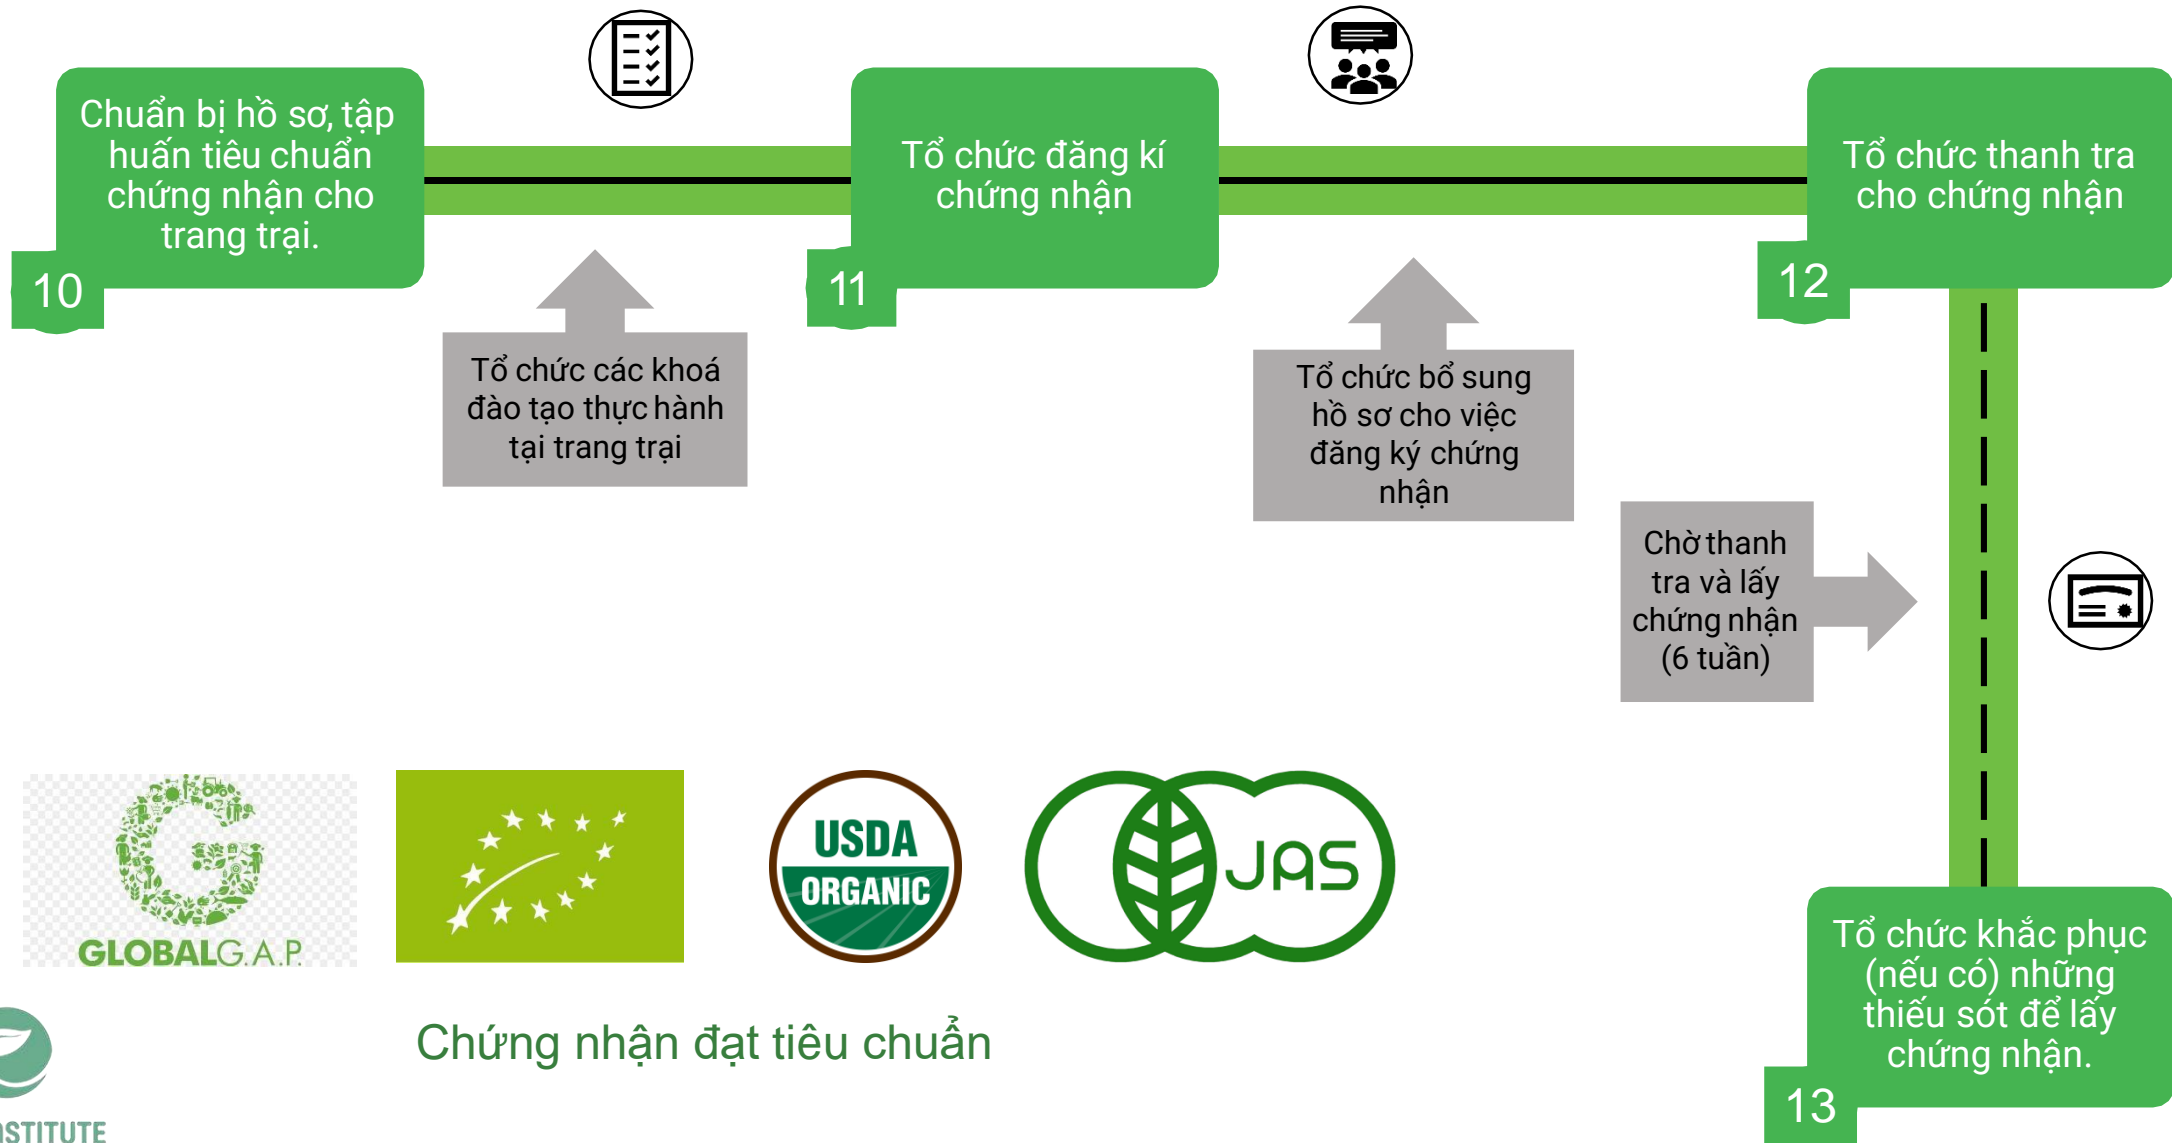 Chuẩn bị hồ sơ, tập
huấn tiêu chuẩn
chứng nhận cho
trang trại.
10
Tổ chức đăng kí
chứng nhận
11
Tổ chức thanh tra
cho chứng nhận
12
Tổ chức các khoá
đào tạo thực hành
tại trang trại
Tổ chức bổ sung
hồ sơ cho việc
đăng ký chứng
nhận
Chờ thanh
tra và lấy
chứng nhận
(6 tuần)
GLOBALG.A.P.
USDA
ORGANIC
JAS
Tổ chức khắc phục
(nếu có) những
thiếu sót để lấy
chứng nhận.
13
Chứng nhận đạt tiêu chuẩn